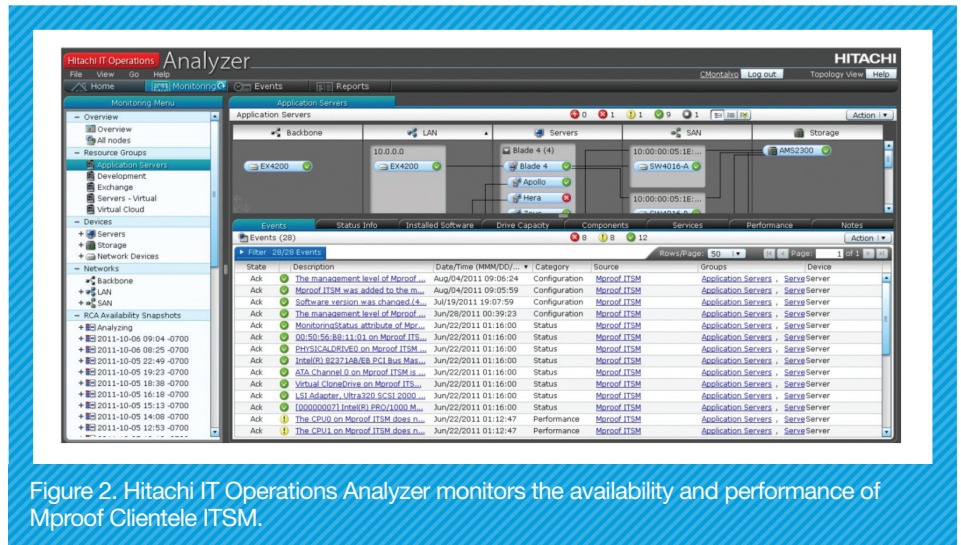 Hitachi IT Operations Analyzer
HITACHI
File View Go Help
CMontalvo Log out Topology View Help
Home Monitoring Events Reports
Monitoring Menu
Application Servers
− Overview
Overview
All nodes
− Resource Groups
Application Servers
Development
Exchange
Servers - Virtual
Virtual Cloud
− Devices
+ Servers
+ Storage
+ Network Devices
− Networks
Backbone
+ LAN
+ SAN
− RCA Availability Snapshots
+ Analyzing
+ 2011-10-06 09:04 -0700
+ 2011-10-06 08:25 -0700
+ 2011-10-05 22:49 -0700
+ 2011-10-05 19:23 -0700
+ 2011-10-05 18:38 -0700
+ 2011-10-05 16:18 -0700
+ 2011-10-05 15:13 -0700
+ 2011-10-05 14:08 -0700
+ 2011-10-05 12:53 -0700
Application Servers 0 1 1 9 1 Action
Backbone LAN Servers SAN Storage
EX4200
10.0.0.0
EX4200
Blade 4 (4)
Blade 4
Apollo
Hera
10:00:00:05:1E:...
SW4016-A
10:00:00:05:1E:...
AMS2300
Events Status Info Installed Software Drive Capacity Components Services Performance Notes
Events (28) 8 8 12 Action
Filter 28/28 Events Rows/Page: 50 Page: 1 of 1
State Description Date/Time (MMM/DD/... Category Source Groups Device
Ack The management level of Mproof ... Aug/04/2011 09:06:24 Configuration Mproof ITSM Application Servers , Serve Server
Ack Mproof ITSM was added to the m... Aug/04/2011 09:05:59 Configuration Mproof ITSM Application Servers , Serve Server
Ack Software version was changed.(4... Jul/19/2011 19:07:59 Configuration Mproof ITSM Application Servers , Serve Server
Ack The management level of Mproof ... Jun/28/2011 00:39:23 Configuration Mproof ITSM Application Servers , Serve Server
Ack MonitoringStatus attribute of Mpr... Jun/22/2011 01:16:00 Status Mproof ITSM Application Servers , Serve Server
Ack 00:50:56:B8:11:01 on Mproof ITS... Jun/22/2011 01:16:00 Status Mproof ITSM Application Servers , Serve Server
Ack PHYSICALDRIVE0 on Mproof ITSM ... Jun/22/2011 01:16:00 Status Mproof ITSM Application Servers , Serve Server
Ack Intel(R) 82371AB/EB PCI Bus Mas... Jun/22/2011 01:16:00 Status Mproof ITSM Application Servers , Serve Server
Ack ATA Channel 0 on Mproof ITSM is ... Jun/22/2011 01:16:00 Status Mproof ITSM Application Servers , Serve Server
Ack Virtual CloneDrive on Mproof ITS... Jun/22/2011 01:16:00 Status Mproof ITSM Application Servers , Serve Server
Ack LSI Adapter, Ultra320 SCSI 2000 ... Jun/22/2011 01:16:00 Status Mproof ITSM Application Servers , Serve Server
Ack [00000007] Intel(R) PRO/1000 M... Jun/22/2011 01:16:00 Status Mproof ITSM Application Servers , Serve Server
Ack The CPU0 on Mproof ITSM does n... Jun/22/2011 01:12:47 Performance Mproof ITSM Application Servers , Serve Server
Ack The CPU1 on Mproof ITSM does n... Jun/22/2011 01:12:47 Performance Mproof ITSM Application Servers , Serve Server
Figure 2. Hitachi IT Operations Analyzer monitors the availability and performance of
Mproof Clientele ITSM.